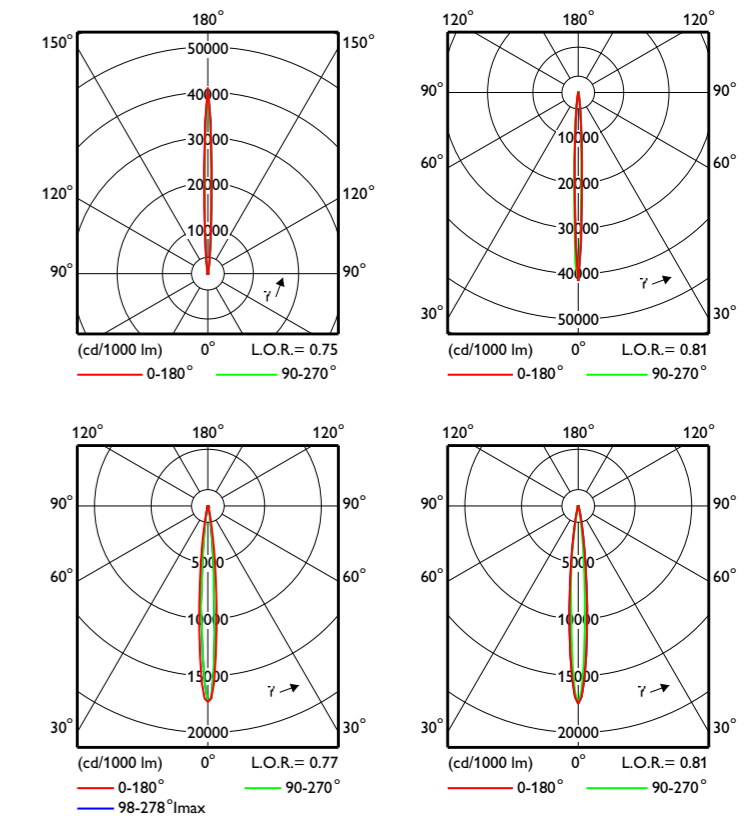 180°
150° 50000 150°
40000
30000
120° 20000 120°
10000
90° 90°
γ
(cd/1000 lm) 0° L.O.R.= 0.75
0-180° 90-270°
120° 180° 120°
90° 90°
10000
60° 20000 60°
30000
40000 γ
30° 50000 30°
(cd/1000 lm) 0° L.O.R.= 0.81
0-180° 90-270°
120° 180° 120°
90° 90°
5000
60° 60°
10000
15000 γ
30° 20000 30°
(cd/1000 lm) 0° L.O.R.= 0.77
0-180° 90-270°
98-278°Imax
120° 180° 120°
90° 90°
5000
60° 60°
10000
15000 γ
30° 20000 30°
(cd/1000 lm) 0° L.O.R.= 0.81
0-180° 90-270°